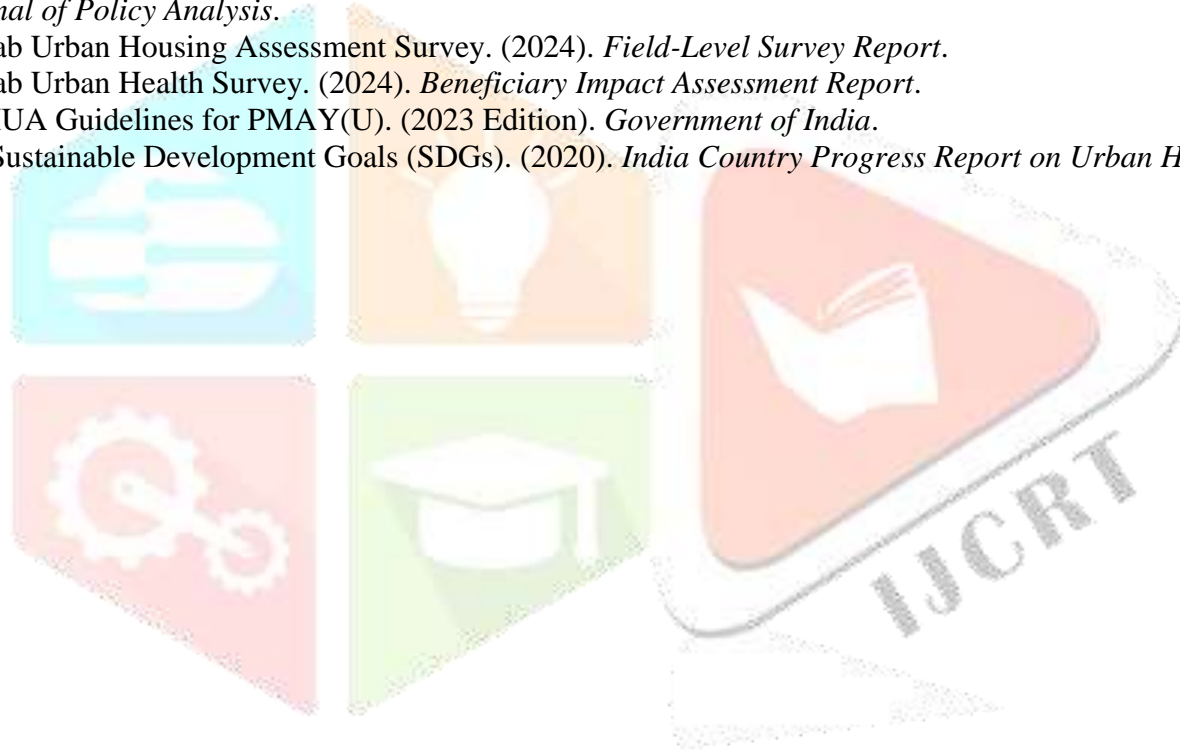 nal of Policy Analysis.
ab Urban Housing Assessment Survey. (2024). Field-Level Survey Report.
ab Urban Health Survey. (2024). Beneficiary Impact Assessment Report.
UA Guidelines for PMAY(U). (2023 Edition). Government of India.
Sustainable Development Goals (SDGs). (2020). India Country Progress Report on Urban H
IJCRT